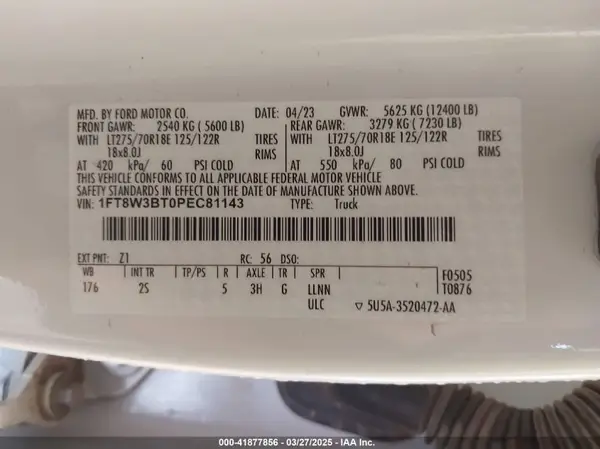 MFD. BY FORD MOTOR CO. DATE: 04/23 GVWR: 5625 KG (12400 LB)
FRONT GAWR: 2540 KG ( 5600 LB) REAR GAWR: 3279 KG ( 7230 LB)
WITH LT275/70R18E 125/122R TIRES WITH LT275/70R18E 125/122R TIRES
18x8.0J RIMS 18x8.0J RIMS
AT 420 kPa/ 60 PSI COLD AT 550 kPa/ 80 PSI COLD
THIS VEHICLE CONFORMS TO ALL APPLICABLE FEDERAL MOTOR VEHICLE
SAFETY STANDARDS IN EFFECT ON THE DATE OF MANUFACTURE SHOWN ABOVE.
VIN: 1FT8W3BT0PEC81143 TYPE: Truck
EXT PNT: Z1 RC: 56 DSO: F0505
WB INT TR TP/PS R AXLE TR SPR T0876
176 2S 5 3H G LLNN
ULC ▽ 5U5A-3520472-AA
000-41877856 - 03/27/2025 - IAA Inc.